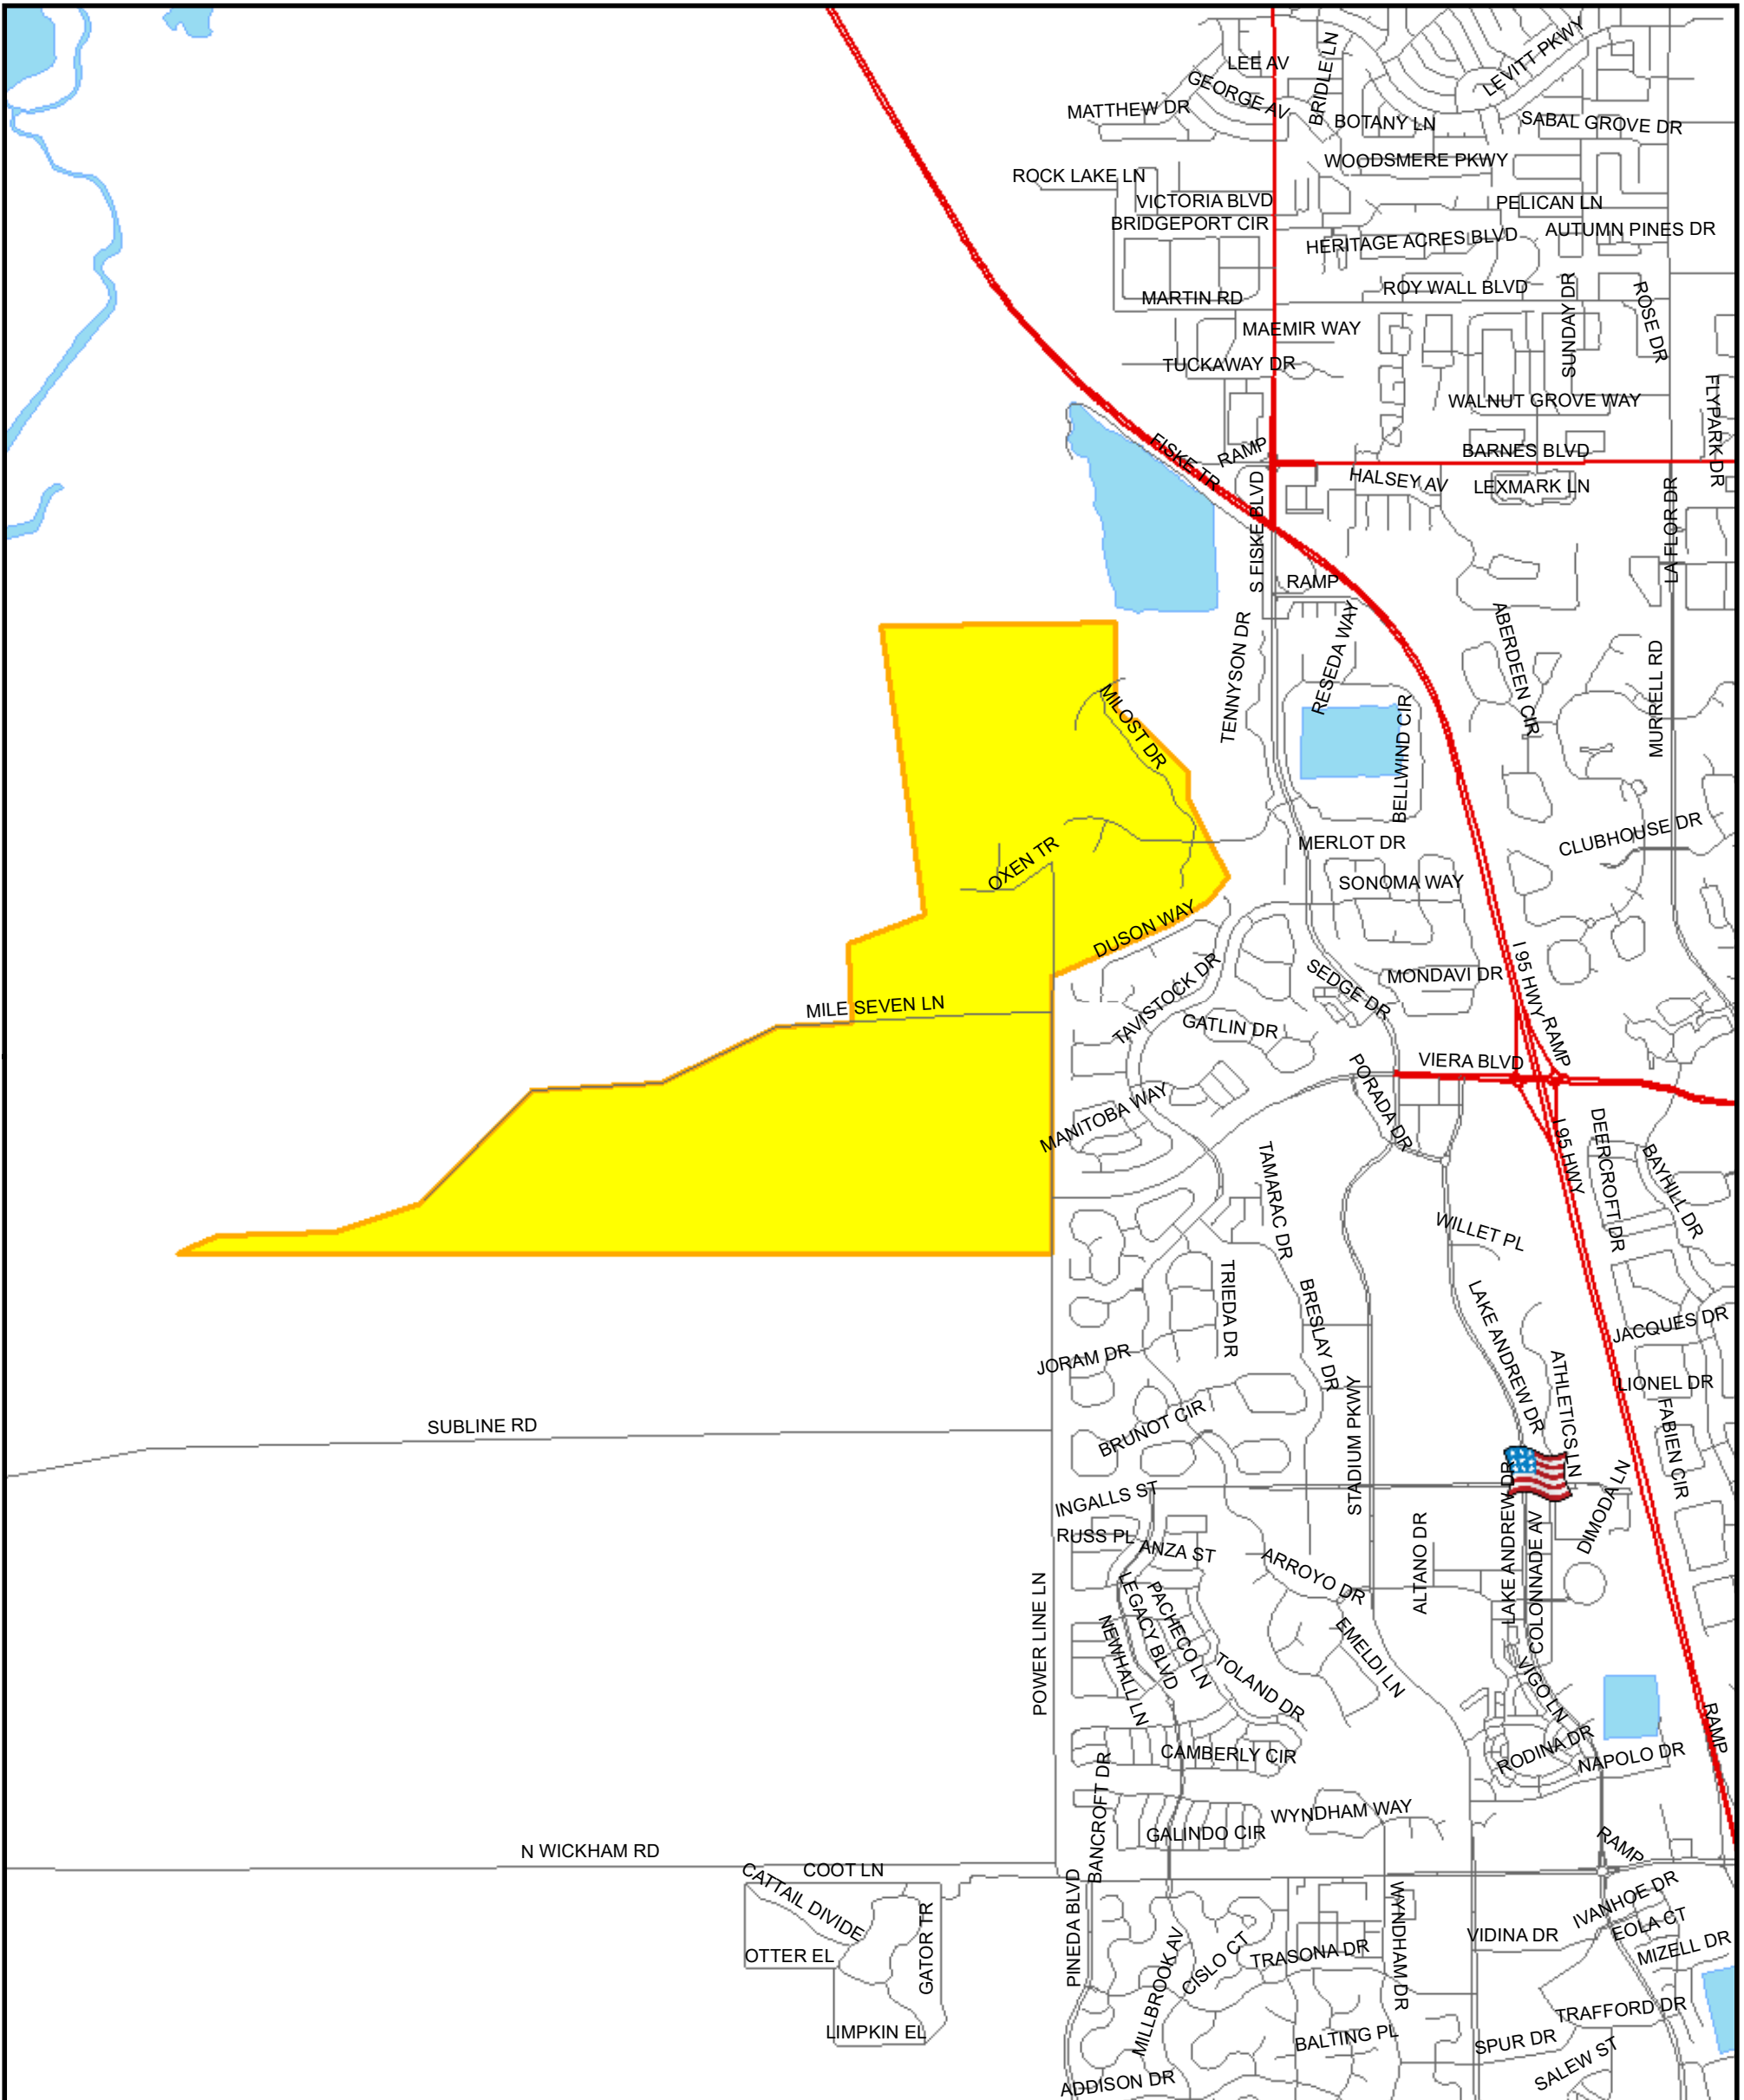 LEE AV
GEORGE AV
BRIDLE LN
LEVITT PKWY
MATTHEW DR
BOTANY LN
SABAL GROVE DR
WOODSMERE PKWY
ROCK LAKE LN
VICTORIA BLVD
PELICAN LN
BRIDGEPORT CIR
HERITAGE ACRES BLVD
AUTUMN PINES DR
MARTIN RD
ROY WALL BLVD
SUNDAY DR
ROSE DR
MAEMIR WAY
TUCKAWAY DR
WALNUT GROVE WAY
FLYPARK DR
FISKE TR
RAMP
BARNES BLVD
HALSEY AV
LEXMARK LN
S FISKE BLVD
LA FLOR DR
RAMP
TENNYSON DR
RESEDA WAY
ABERDEEN CIR
MURRELL RD
MILOST DR
BELLWIND CIR
OXEN TR
MERLOT DR
CLUBHOUSE DR
SONOMA WAY
DUSON WAY
TAVISTOCK DR
SEDGE DR
MONDAVI DR
I 95 HWY
RAMP
MILE SEVEN LN
GATLIN DR
VIERA BLVD
PORADA DR
MANITOBA WAY
I 95 HWY
DEERCROFT DR
BAYHILL DR
TAMARAC DR
WILLET PL
TRIEDA DR
BRESLAY DR
LAKE ANDREW DR
JACQUES DR
JORAM DR
ATHLETICS LN
LIONEL DR
STADIUM PKWY
FABIEN CIR
BRUNOT CIR
SUBLINE RD
INGALLS ST
LAKE ANDREW DR
COLONNADE AV
DIMODA LN
RUSS PL
ANZA ST
ARROYO DR
ALTANO DR
POWER LINE LN
LEGACY BLVD
PACHECO LN
NEWHALL LN
EMELDI LN
TOLAND DR
VIGO LN
RAMP
CAMBERLY CIR
RODINA DR
NAPOLO DR
BANCROFT DR
WYNDHAM WAY
GALINDO CIR
RAMP
N WICKHAM RD
COOT LN
CATTAIL DIVIDE
GATOR TR
OTTER EL
LIMPKIN EL
PINEDA BLVD
MILLBROOK AV
CISLO CT
TRASONA DR
WYNDHAM DR
VIDINA DR
IVANHOE DR
EOLA CT
MIZELL DR
TRAFFORD DR
BALTING PL
SPUR DR
SALEW ST
ADDISON DR